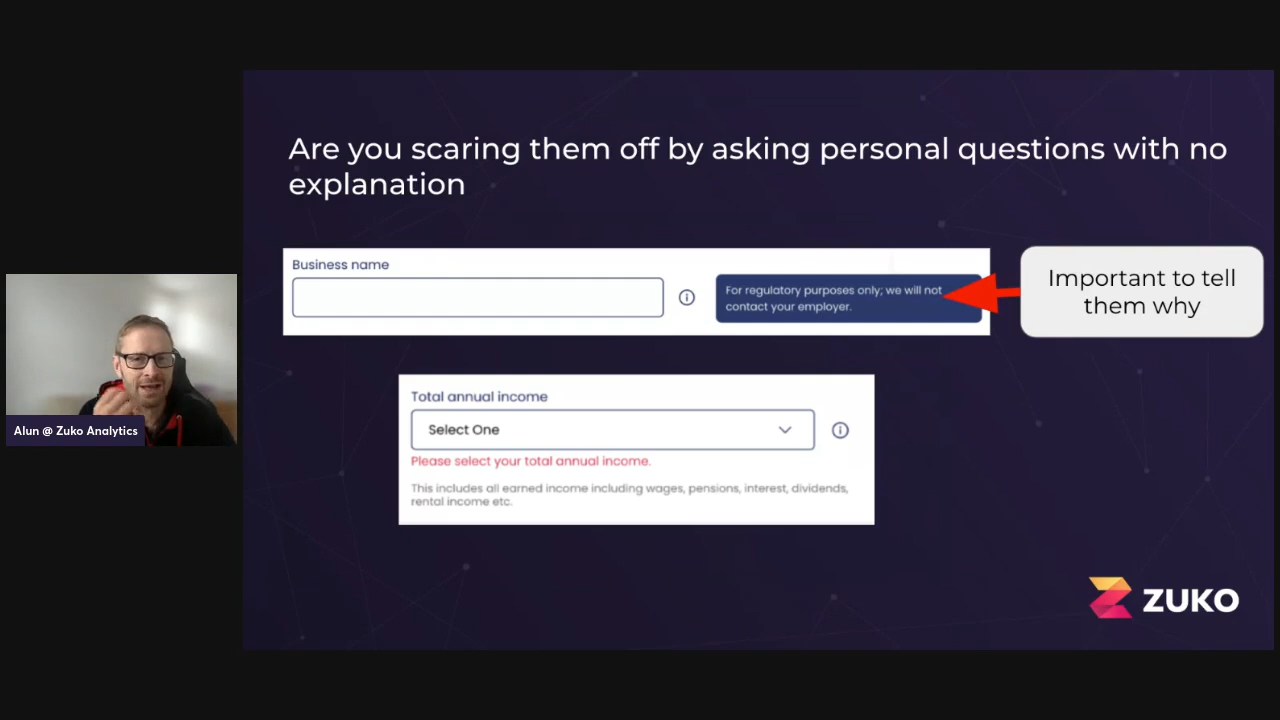 Are you scaring them off by asking personal questions with no
explanation
Business name
For regulatory purposes only; we will not
contact your employer.
Important to tell
them why
Total annual income
Select One
Please select your total annual income.
This includes all earned income including wages, pensions, interest, dividends,
rental income etc.
Alun @ Zuko Analytics
ZUKO